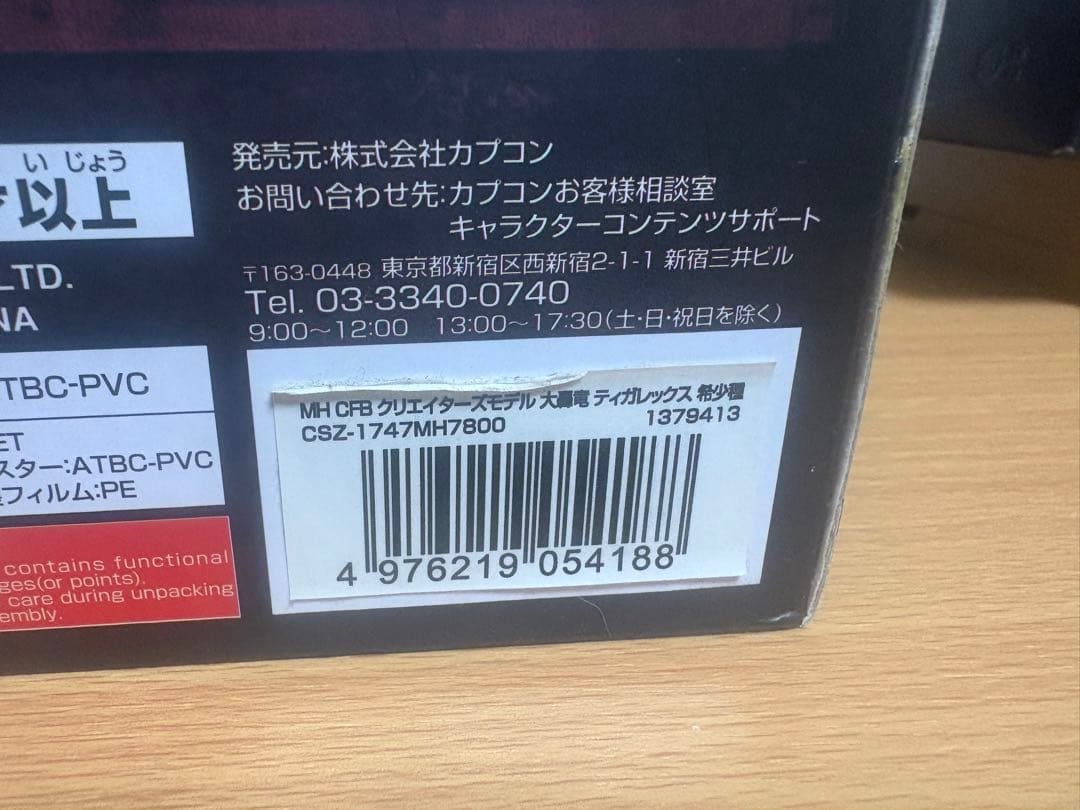 いじょう
以上
LTD.
NA
ATBC-PVC
ET
スター:ATBC-PVC
フィルム:PE
contains functional
ges(or points).
care during unpacking
embly.
発売元:株式会社カプコン
お問い合わせ先:カプコンお客様相談室
キャラクターコンテンツサポート
〒163-0448 東京都新宿区西新宿2-1-1 新宿三井ビル
Tel. 03-3340-0740
9:00～12:00 13:00～17:30(土・日・祝日を除く)
MH CFB クリエイターズモデル 大轟竜 ティガレックス 希少種
CSZ-1747MH7800 1379413
4 976219 054188